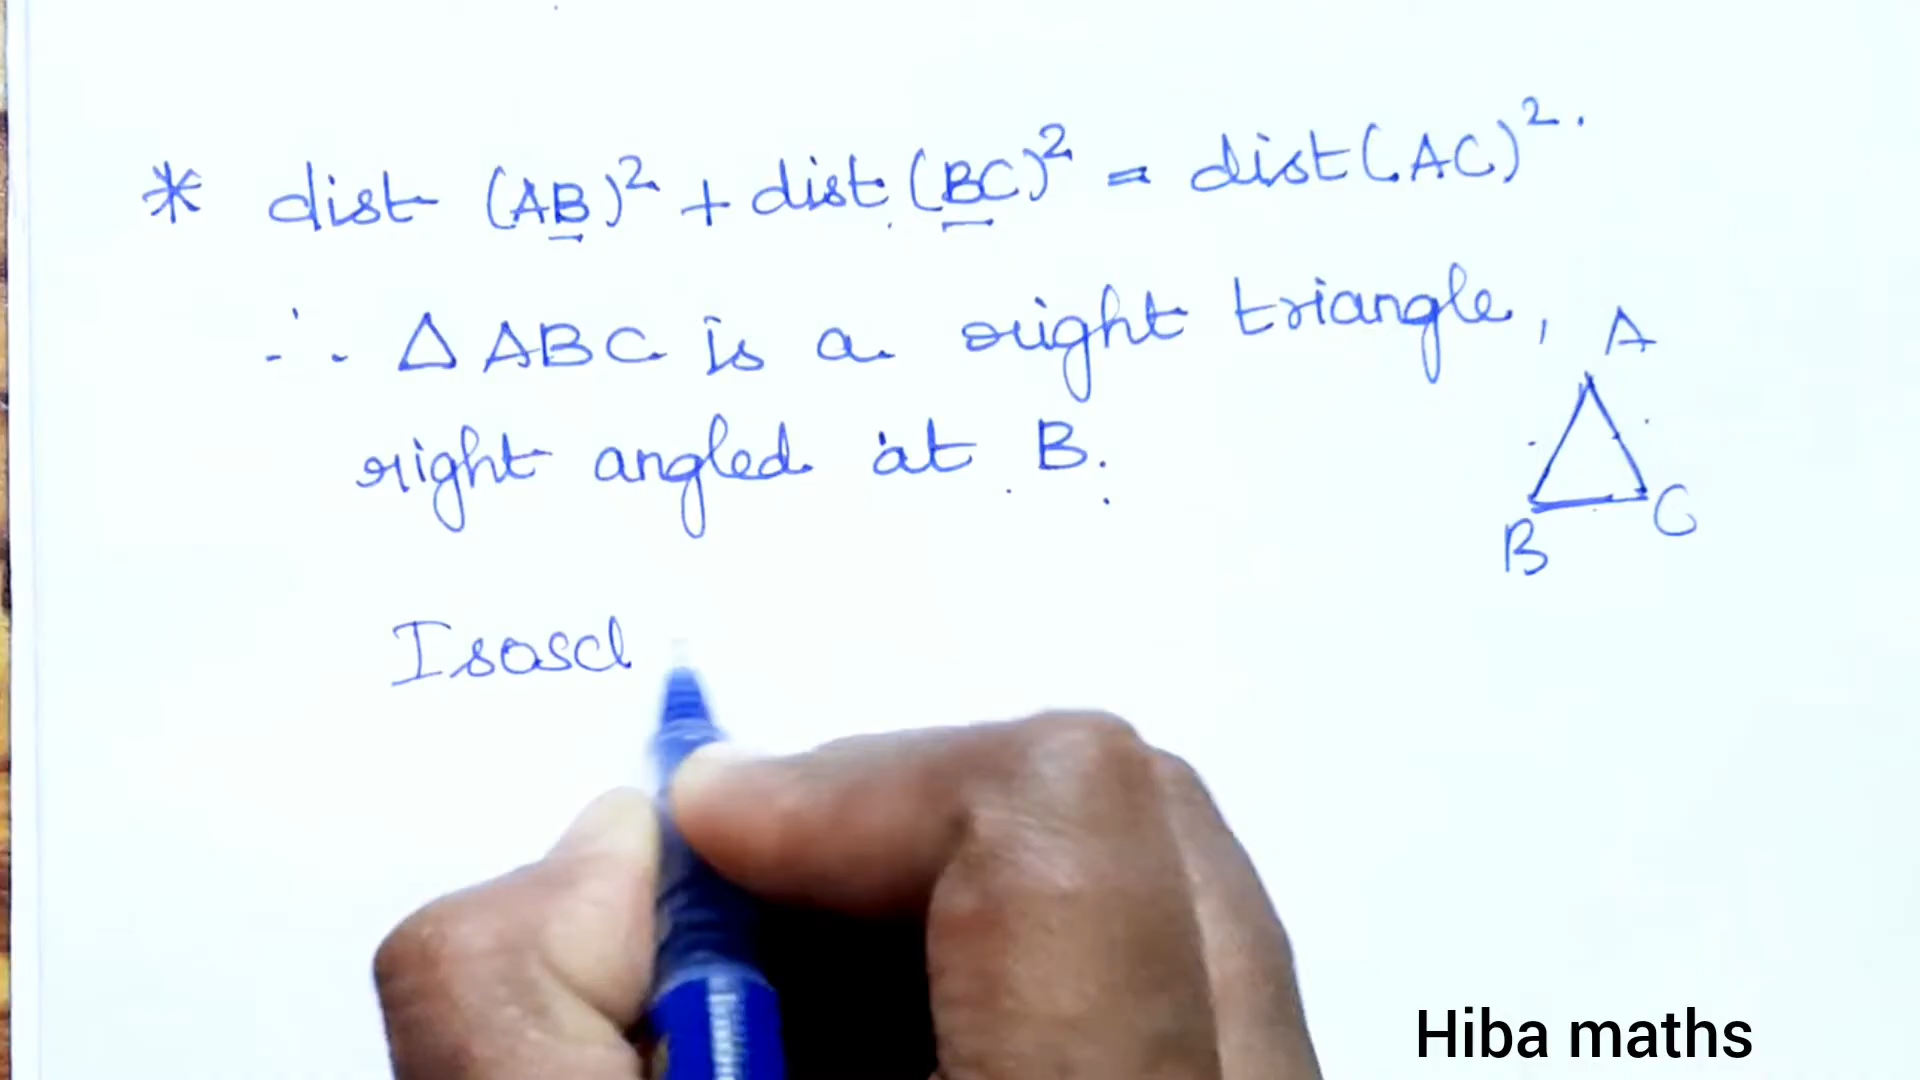 * dist (AB)² + dist (BC)² = dist (AC)².
∴ △ ABC is a right triangle,
right angled at B.
A
B
C
Isoscl
Hiba maths